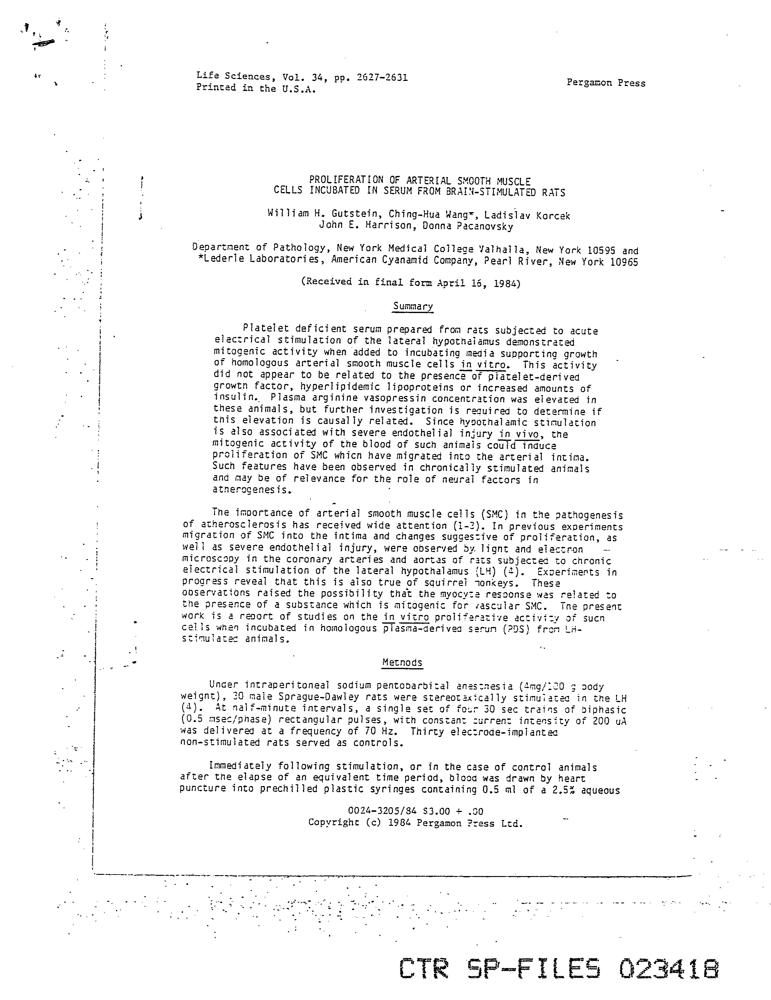 Life Sciences, Vol. 34, pp. 2627-2631
Printed in the U.S.A.
Pergamon Press
PROLIFERATION OF ARTERIAL SMOOTH MUSCLE
CELLS INCUBATED IN SERUM FROM BRAIN-STIMULATED RATS
William H. Gutstein, Ching-Hua Wang*, Ladislav Korcek
John E. Harrison, Donna Pacanovsky
Department of Pathology, New York Medical College Valhalla, New York 10595 and
*Lederle Laboratories, American Cyanamid Company, Pearl River, New York 10965
(Received in final form April 16, 1984)
Summary
Platelet deficient serum prepared from rats subjected to acute
electrical stimulation of the lateral hypothalamus demonstrated
mitogenic activity when added to incubating media supporting growth
of homologous arterial smooth muscle cells in vitro. This activity
did not appear to be related to the presence of platelet-derived
growth factor, hyperlipidemic lipoproteins or increased amounts of
insulin. Plasma arginine vasopressin concentration was elevated in
these animals, but further investigation is required to determine if
this elevation is causally related. Since hypothalamic stimulation
is also associated with severe endothelial injury in vivo, the
mitogenic activity of the blood of such animals could induce
proliferation of SMC which have migrated into the arterial intima.
Such features have been observed in chronically stimulated animals
and may be of relevance for the role of neural factors in
atherogenesis.
The importance of arterial smooth muscle cells (SMC) in the pathogenesis
of atherosclerosis has received wide attention (1-3). In previous experiments
migration of SMC into the intima and changes suggestive of proliferation, as
well as severe endothelial injury, were observed by light and electron
microscopy in the coronary arteries and aortas of rats subjected to chronic
electrical stimulation of the lateral hypothalamus (LH) (4). Experiments in
progress reveal that this is also true of squirrel monkeys. These
observations raised the possibility that the myocyte response was related to
the presence of a substance which is mitogenic for vascular SMC. The present
work is a report of studies on the in vitro proliferative activity of such
cells when incubated in homologous plasma-derived serum (PDS) from LH-
stimulated animals.
Methods
Under intraperitoneal sodium pentobarbital anesthesia (4mg/100 g body
weight), 30 male Sprague-Dawley rats were stereotaxically stimulated in the LH
(4). At half-minute intervals, a single set of four 30 sec trains of biphasic
(0.5 msec/phase) rectangular pulses, with constant current intensity of 200 uA
was delivered at a frequency of 70 Hz. Thirty electrode-implanted
non-stimulated rats served as controls.
Immediately following stimulation, or in the case of control animals
after the elapse of an equivalent time period, blood was drawn by heart
puncture into prechilled plastic syringes containing 0.5 ml of a 2.5% aqueous
0024-3205/84 $3.00 + .00
Copyright (c) 1984 Pergamon Press Ltd.
CTR SP-FILES 023418